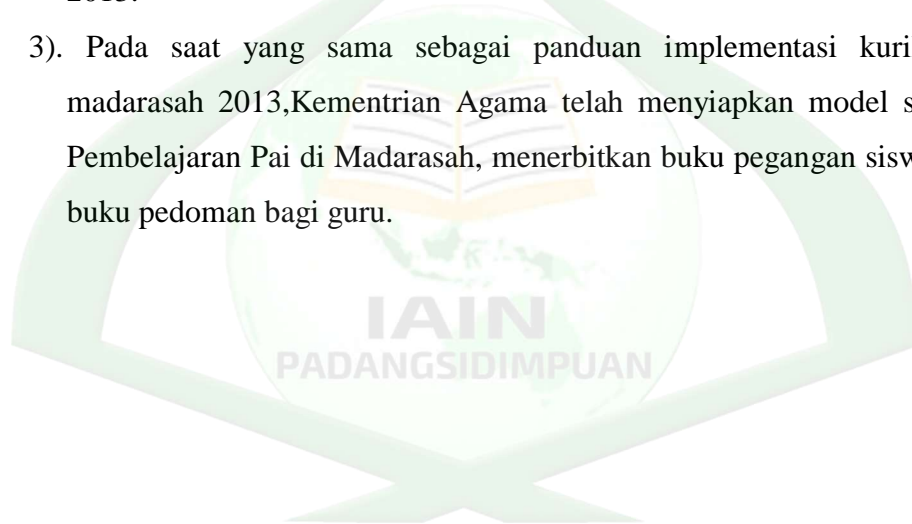 2013.
3). Pada saat yang sama sebagai panduan implementasi kuri
madarasah 2013,Kementrian Agama telah menyiapkan model s
Pembelajaran Pai di Madarasah, menerbitkan buku pegangan sisw
buku pedoman bagi guru.
IAIN
PADANGSIDIMPUAN